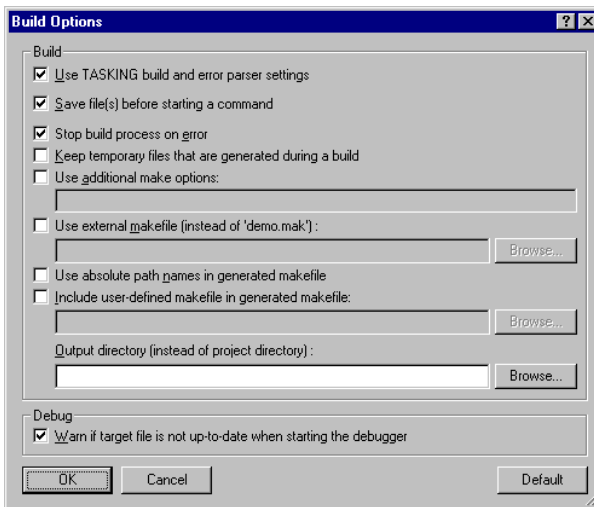 Build Options
Build
Use TASKING build and error parser settings
Save file(s) before starting a command
Stop build process on error
Keep temporary files that are generated during a build
Use additional make options:
Use external makefile (instead of 'demo.mak') :
Browse...
Use absolute path names in generated makefile
Include user-defined makefile in generated makefile:
Browse...
Output directory (instead of project directory) :
Browse...
Debug
Warn if target file is not up-to-date when starting the debugger
OK Cancel Default